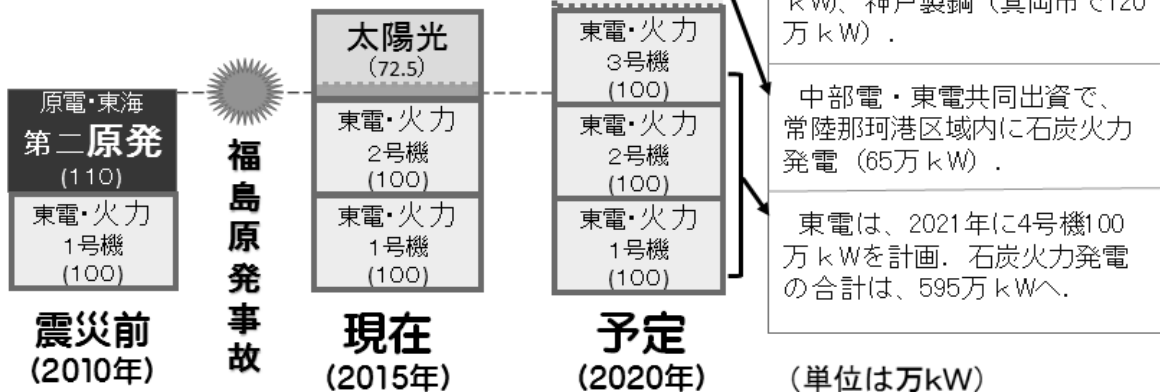 原電・東海
第二原発
(110)
東電・火力
1号機
(100)
震災前
(2010年)
福島原発事故
太陽光
(72.5)
東電・火力
2号機
(100)
東電・火力
1号機
(100)
現在
(2015年)
東電・火力
3号機
(100)
東電・火力
2号機
(100)
東電・火力
1号機
(100)
予定
(2020年)
kW)、神戸製鋼（真岡市で120
万ｋW）.
中部電・東電共同出資で、
常陸那珂港区域内に石炭火力
発電（65万ｋW）.
東電は、2021年に4号機100
万ｋWを計画. 石炭火力発電
の合計は、595万ｋWへ.
(単位は万kW)